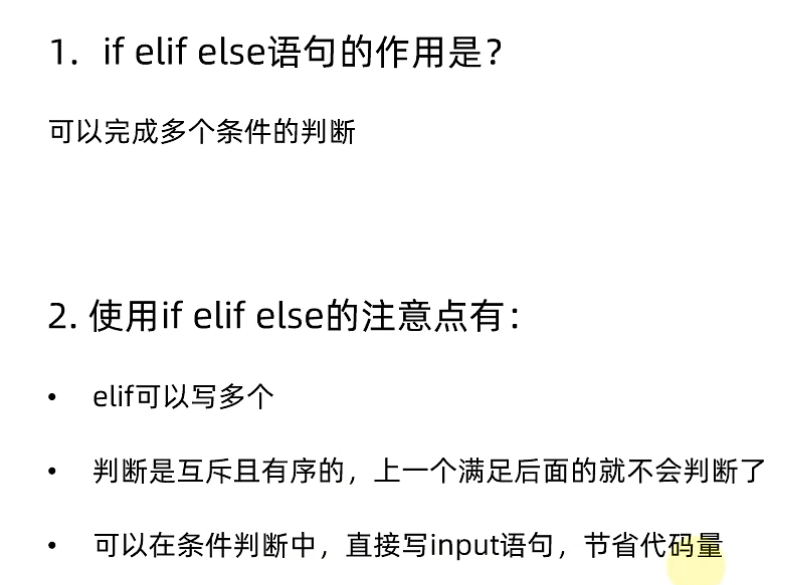 1. if elif else语句的作用是？
可以完成多个条件的判断
2. 使用if elif else的注意点有：
• elif可以写多个
• 判断是互斥且有序的，上一个满足后面的就不会判断了
• 可以在条件判断中，直接写input语句，节省代码量